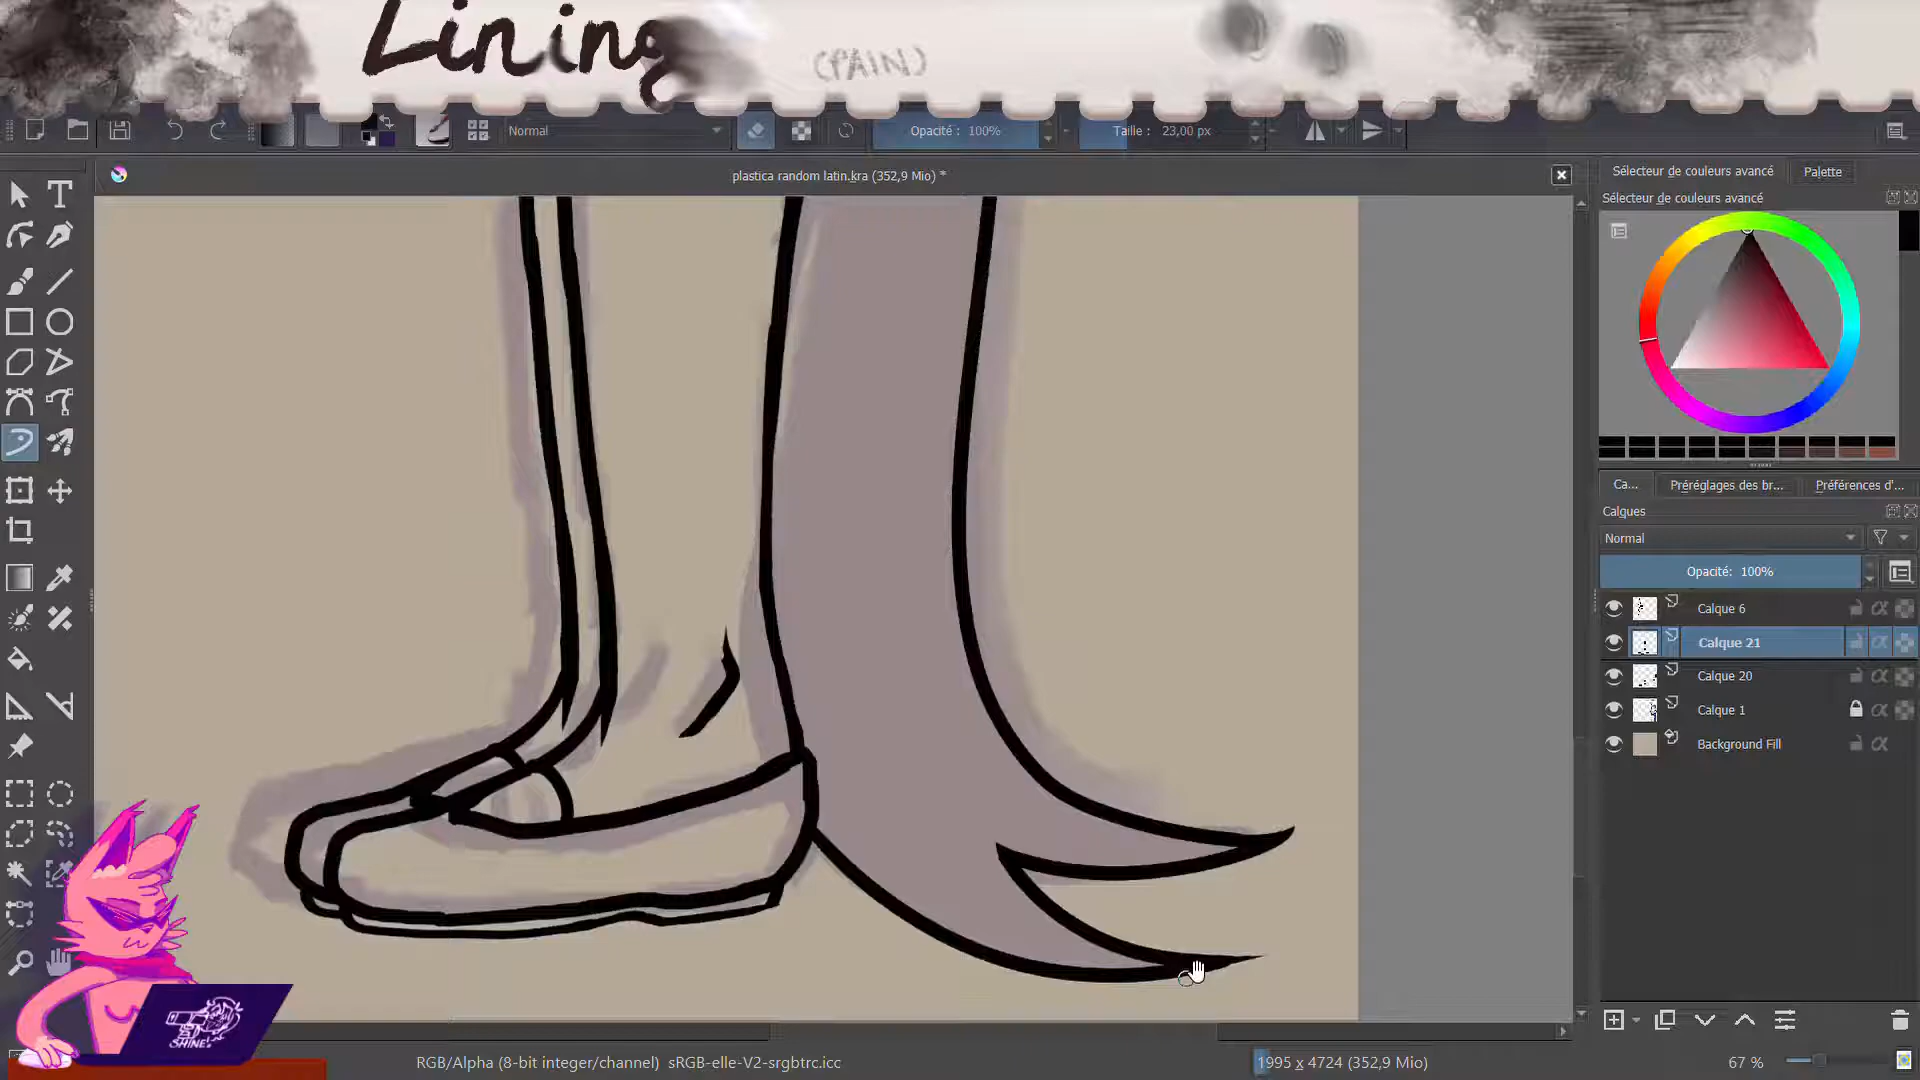 Lining
(PAIN)
Normal
Opacité : 100%
Taille : 23,00 px
plastica random latin.kra (352,9 Mio) *
Sélecteur de couleurs avancé
Palette
Sélecteur de couleurs avancé
Ca...
Préréglages des br...
Préférences d'...
Calques
Normal
Opacité: 100%
Calque 6
Calque 21
Calque 20
Calque 1
Background Fill
SHINE!
RGB/Alpha (8-bit integer/channel) sRGB-elle-V2-srgbtrc.icc
1995 x 4724 (352,9 Mio)
67 %